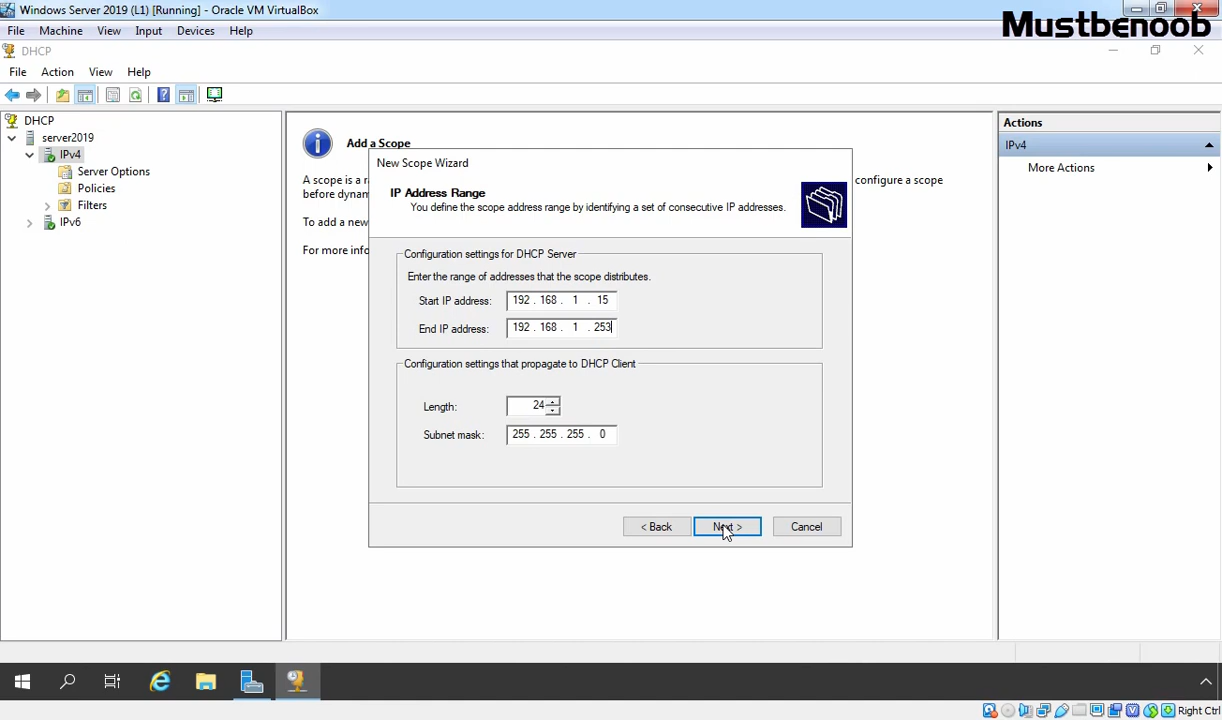 Windows Server 2019 (L1) [Running] - Oracle VM VirtualBox
Mustbenoob
File Machine View Input Devices Help
DHCP
File Action View Help
DHCP
server2019
IPv4
Server Options
Policies
Filters
IPv6
Add a Scope
A scope is a ra
configure a scope
before dynam
To add a new
For more info
New Scope Wizard
IP Address Range
You define the scope address range by identifying a set of consecutive IP addresses.
Configuration settings for DHCP Server
Enter the range of addresses that the scope distributes.
Start IP address: 192 . 168 . 1 . 15
End IP address: 192 . 168 . 1 . 253
Configuration settings that propagate to DHCP Client
Length: 24
Subnet mask: 255 . 255 . 255 . 0
< Back Next > Cancel
Actions
IPv4
More Actions
Right Ctrl